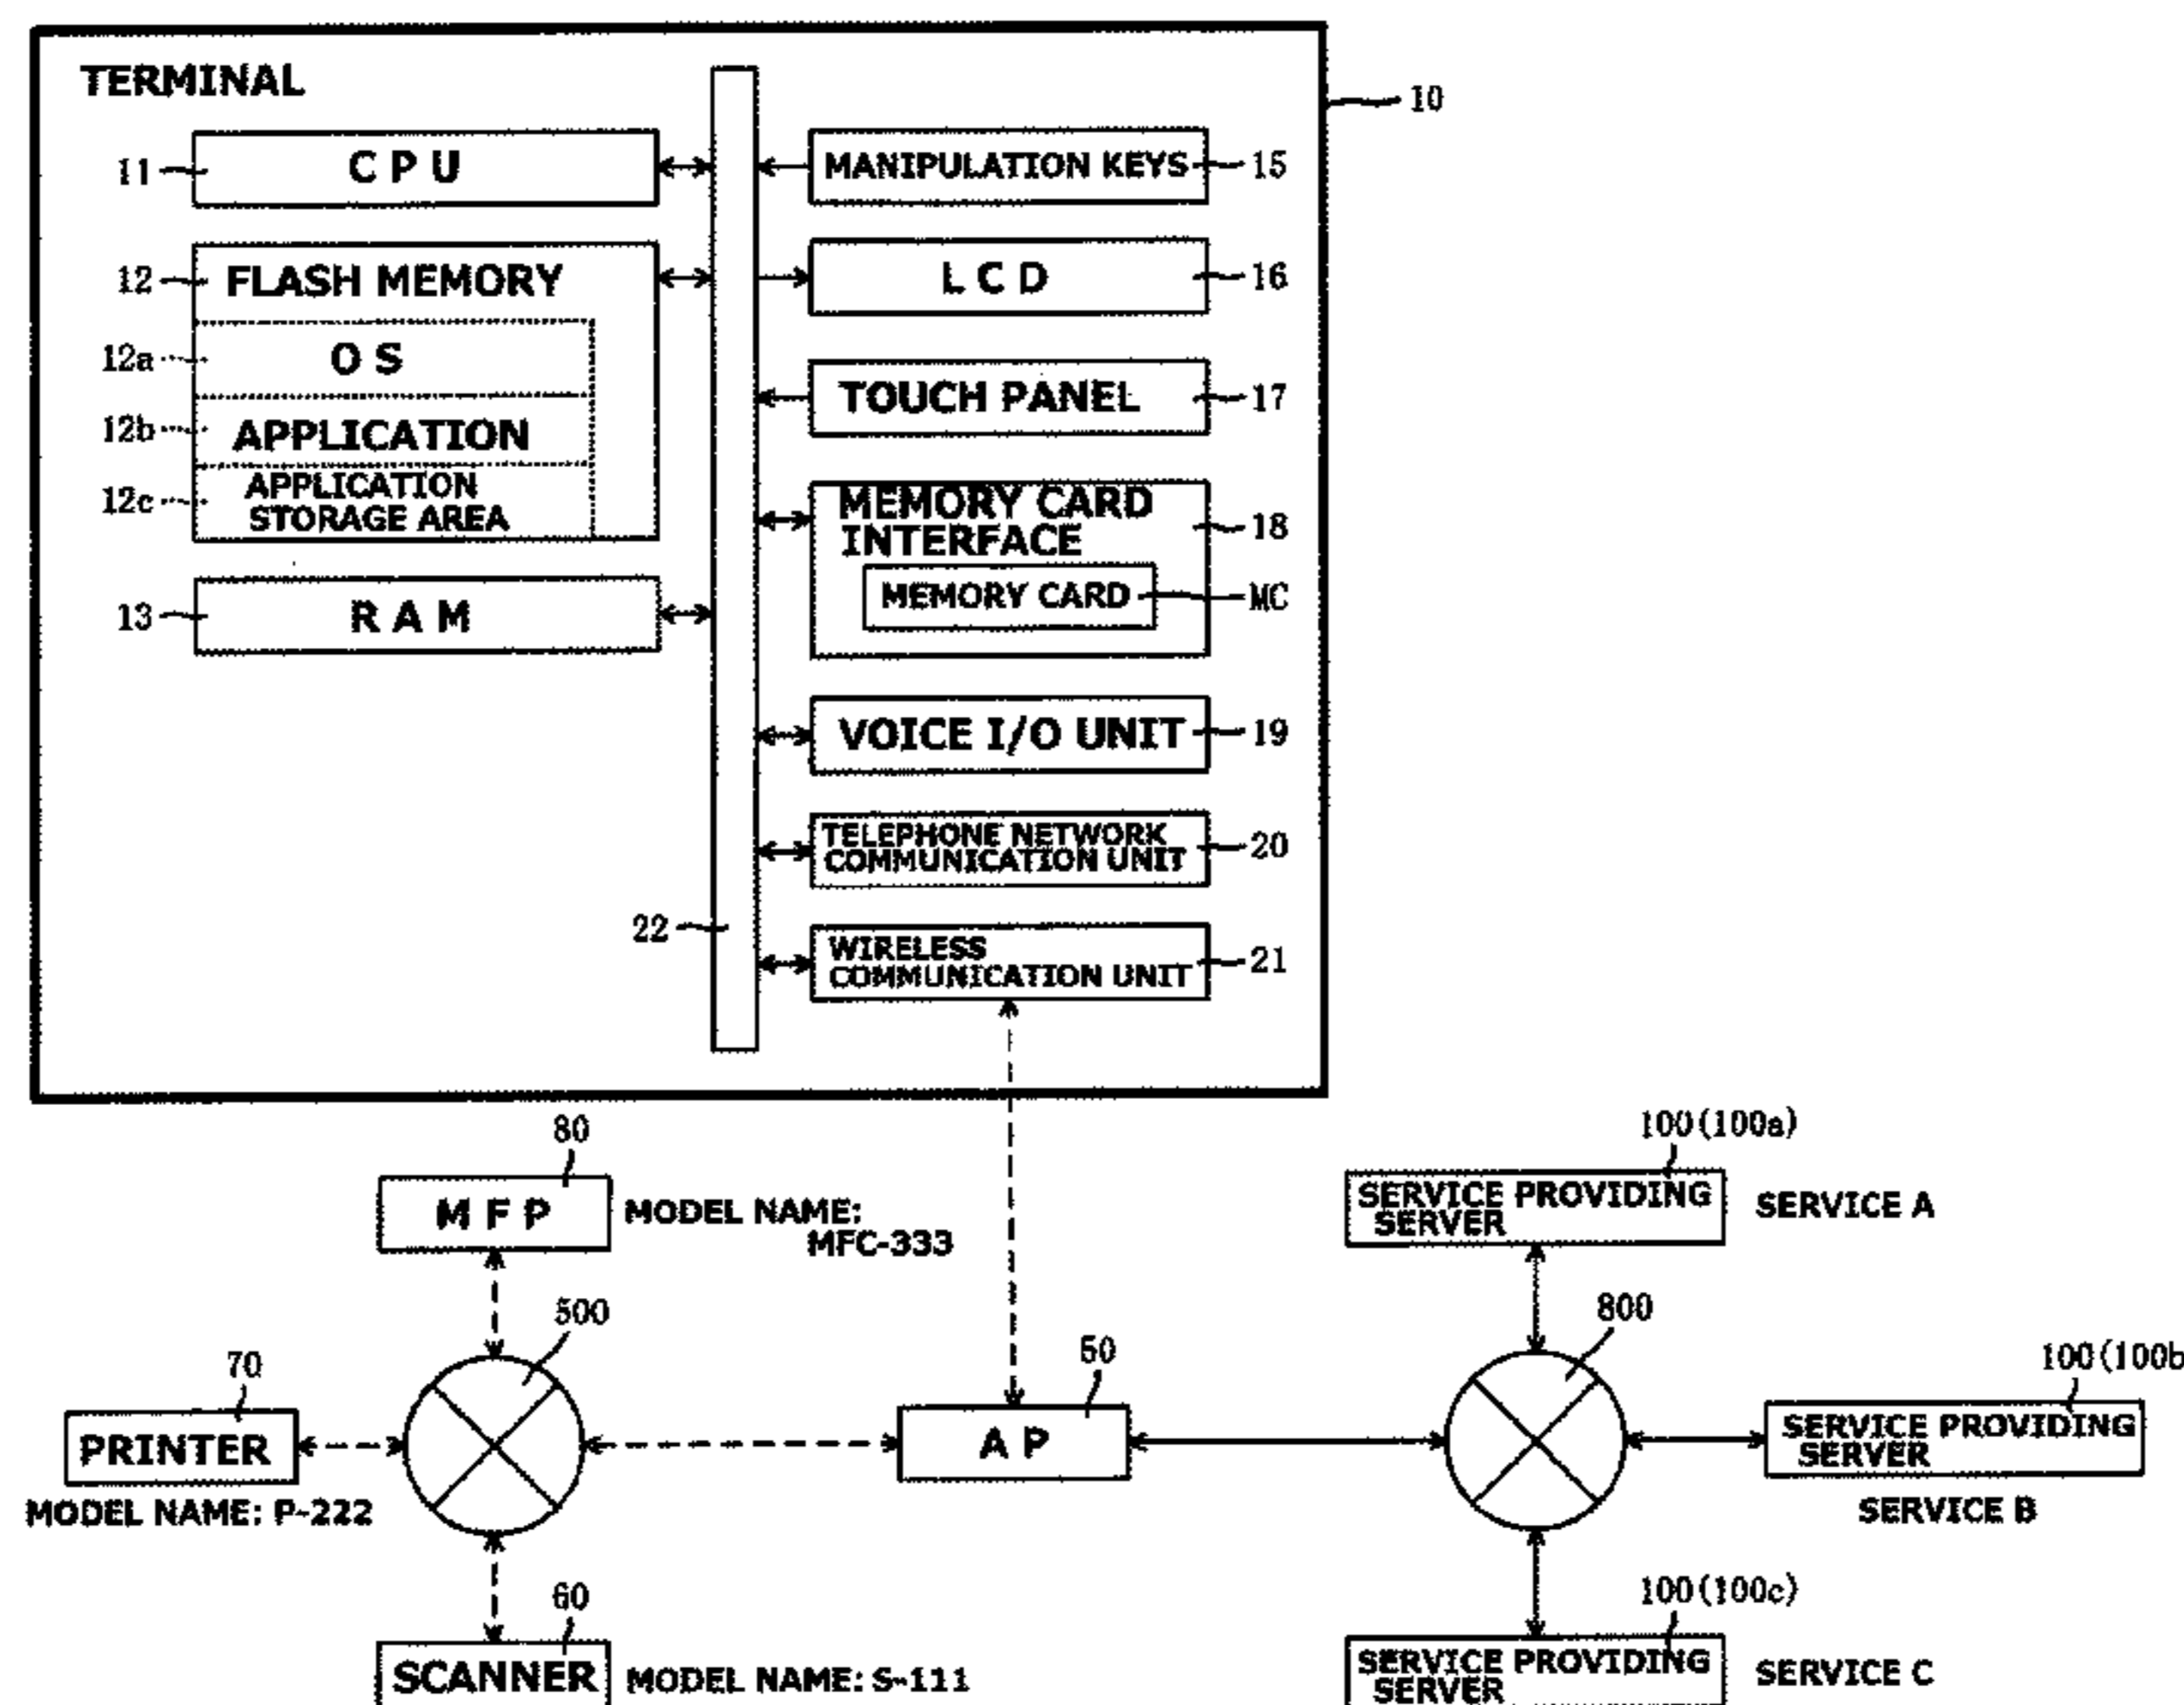 TERMINAL
10
11
C P U
MANIPULATION KEYS
15
12
FLASH MEMORY
L C D
16
12a
O S
TOUCH PANEL
17
12b
APPLICATION
12c
APPLICATION
STORAGE AREA
MEMORY CARD
INTERFACE
18
MEMORY CARD
MC
13
R A M
VOICE I/O UNIT
19
TELEPHONE NETWORK
COMMUNICATION UNIT
20
22
WIRELESS
COMMUNICATION UNIT
21
80
M F P
MODEL NAME:
MFC-333
100(100a)
SERVICE PROVIDING
SERVER
SERVICE A
500
800
70
PRINTER
MODEL NAME: P-222
50
A P
100(100b
SERVICE PROVIDING
SERVER
SERVICE B
60
SCANNER
MODEL NAME: S-111
100(100c)
SERVICE PROVIDING
SERVER
SERVICE C